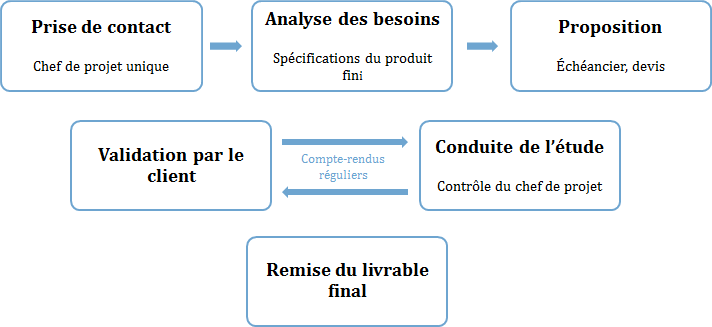 Prise de contact
Chef de projet unique
Analyse des besoins
Spécifications du produit
fini
Proposition
Échéancier, devis
Validation par le
client
Compte-rendus
réguliers
Conduite de l’étude
Contrôle du chef de projet
Remise du livrable
final